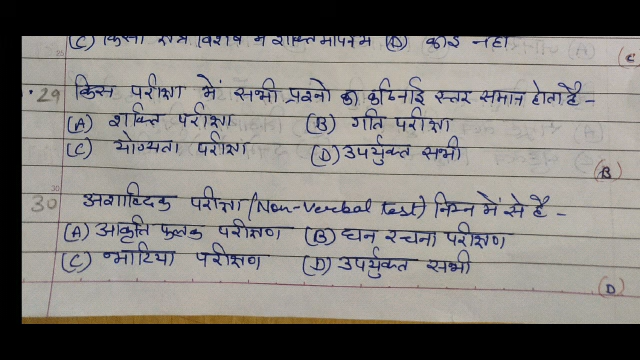 (C) किसी क्षेत्र विशेष में शक्तिमापन में (D) कोई नहीं
(C)
29 किस परीक्षा में सभी प्रश्नो का कठिनाई स्तर समान होता है -
(A) शक्ति परीक्षा (B) गति परीक्षा
(C) योग्यता परीक्षा (D) उपर्युक्त सभी
(B)
30 अशाब्दिक परीक्षा (Non-Verbal test) निम्न में से है -
(A) आकृति फलक परीक्षण (B) घन रचना परीक्षण
(C) भाटिया परीक्षण (D) उपर्युक्त सभी
(D)